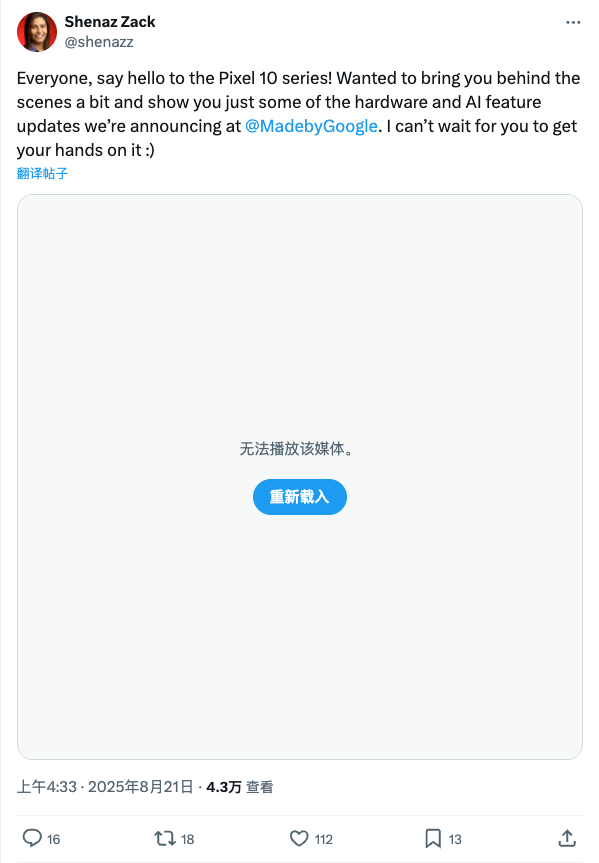 Shenaz Zack
@shenazz
Everyone, say hello to the Pixel 10 series! Wanted to bring you behind the
scenes a bit and show you just some of the hardware and AI feature
updates we’re announcing at @MadebyGoogle. I can’t wait for you to get
your hands on it :)
翻译帖子
无法播放该媒体。
重新载入
上午4:33 · 2025年8月21日 · 4.3万 查看
16 18 112 13